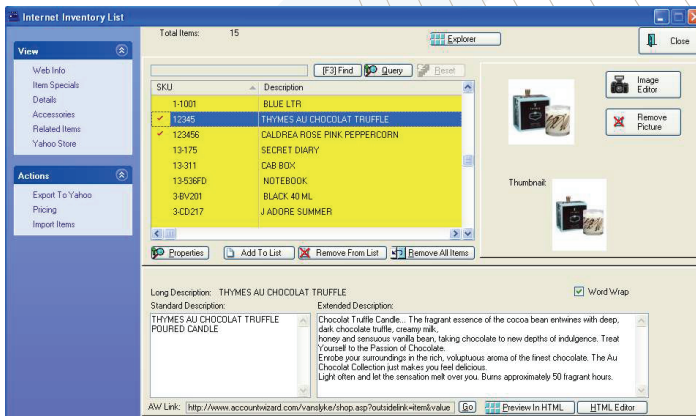 Internet Inventory List
Total Items: 15
Explorer
Close
View
Web Info
Item Specials
Details
Accessories
Related Items
Yahoo Store
Actions
Export To Yahoo
Pricing
Import Items
[F3] Find
Query
Reset
SKU Description
1-1001 BLUE LTR
12345 THYMES AU CHOCOLAT TRUFFLE
123456 CALDREA ROSE PINK PEPPERCORN
13-175 SECRET DIARY
13-311 CAB BOX
13-536FD NOTEBOOK
3-BV201 BLACK 40 ML
3-CD217 J ADORE SUMMER
Properties
Add To List
Remove From List
Remove All Items
Image Editor
Remove Picture
Thumbnail:
Long Description: THYMES AU CHOCOLAT TRUFFLE
Word Wrap
Standard Description:
THYMES AU CHOCOLAT TRUFFLE
POURED CANDLE
Extended Description:
Chocolat Truffle Candle... The fragrant essence of the cocoa bean entwines with deep,
dark chocolate truffle, creamy milk,
honey and sensuous vanilla bean, taking chocolate to new depths of indulgence. Treat
Yourself to the Passion of Chocolate.
Enrobe your surroundings in the rich, voluptuous aroma of the finest chocolate. The Au
Chocolat Collection just makes you feel delicious.
Light often and let the sensation melt over you. Burns approximately 50 fragrant hours.
AW Link: http://www.accountwizard.com/vanslyke/shop.asp?outsidelink=item&value
Go
Preview In HTML
HTML Editor